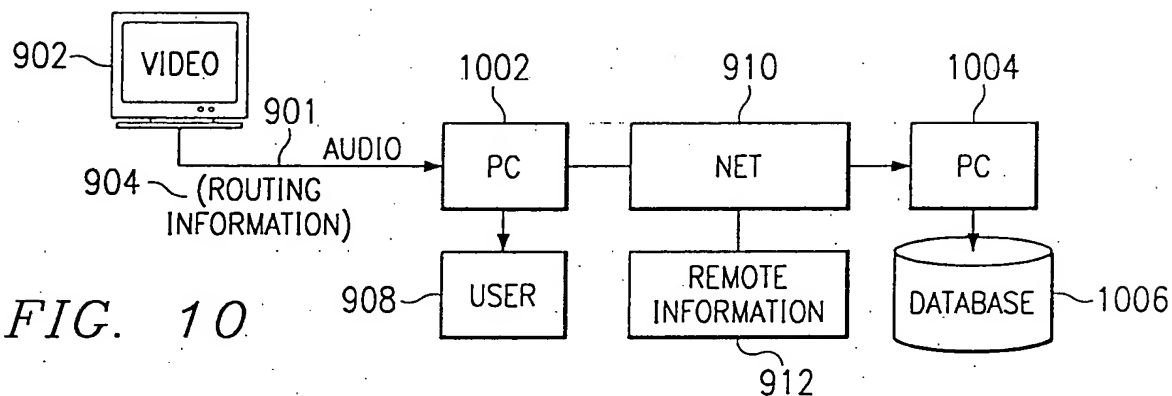 902
VIDEO
901
AUDIO
904
(ROUTING
INFORMATION)
1002
PC
910
NET
1004
PC
908
USER
REMOTE
INFORMATION
912
DATABASE
1006
FIG. 10